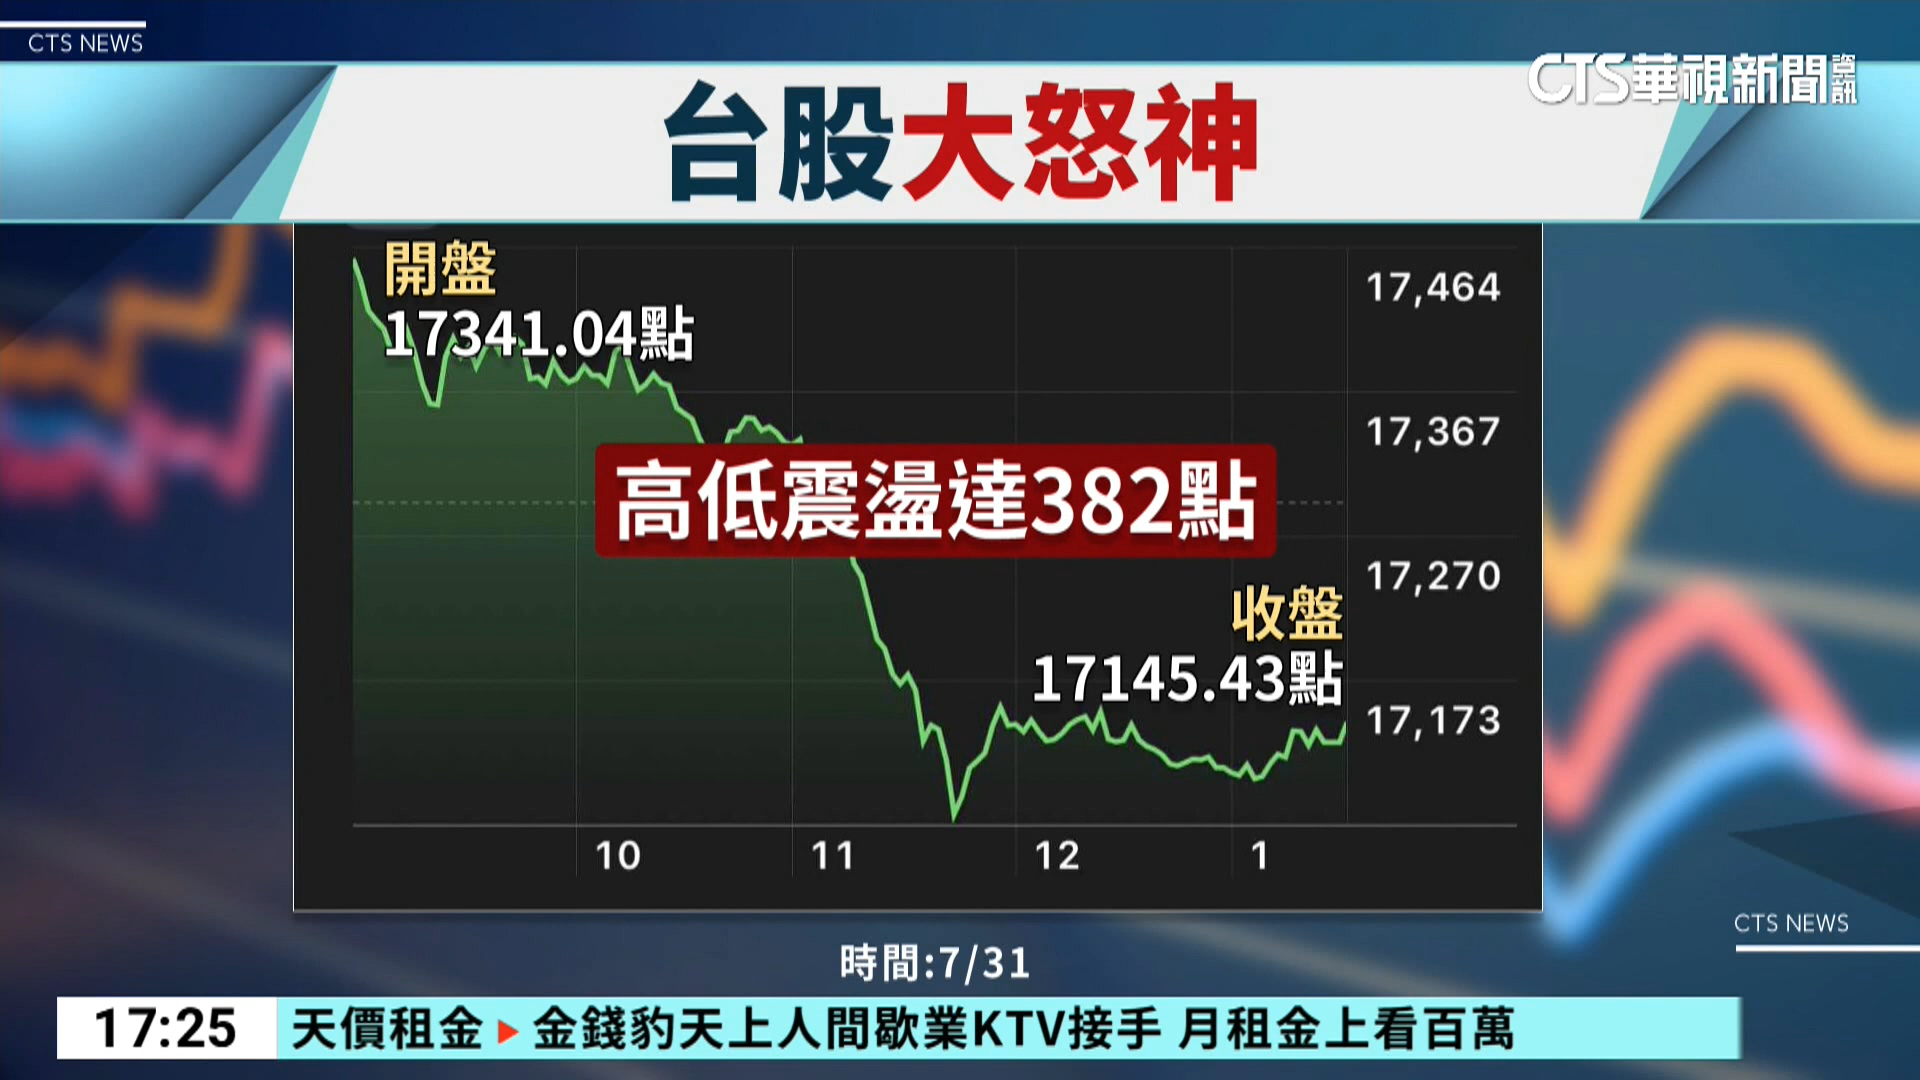 CTS NEWS
CTS華視新聞資訊
台股大怒神
開盤
17341.04點
17,464
17,367
高低震盪達382點
17,270
收盤
17145.43點
17,173
10
11
12
1
CTS NEWS
時間:7/31
17:25
天價租金▶金錢豹天上人間歇業KTV接手 月租金上看百萬